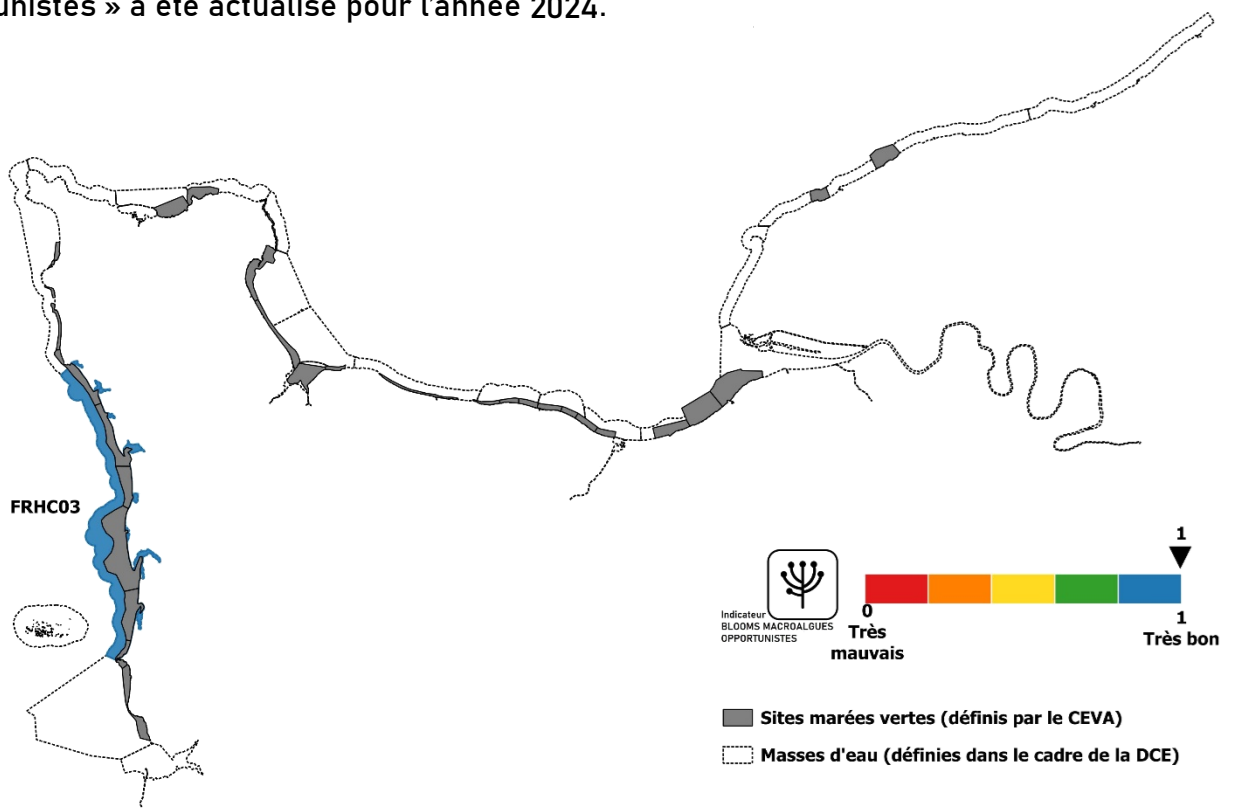 unistes » a été actualisé pour l'année 2024.
FRHC03
1
Indicateur
BLOOMS MACROALGUES
OPPORTUNISTES
0
Très
mauvais
1
Très bon
Sites marées vertes (définis par le CEVA)
Masses d'eau (définies dans le cadre de la DCE)